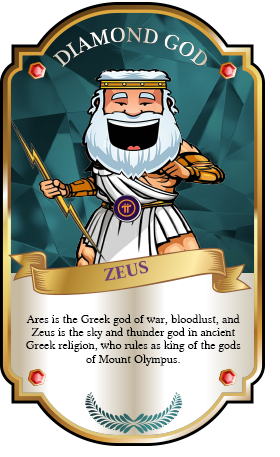 DIAMOND GOD
ZEUS
Ares is the Greek god of war, bloodlust, and
Zeus is the sky and thunder god in ancient
Greek religion, who rules as king of the gods
of Mount Olympus.